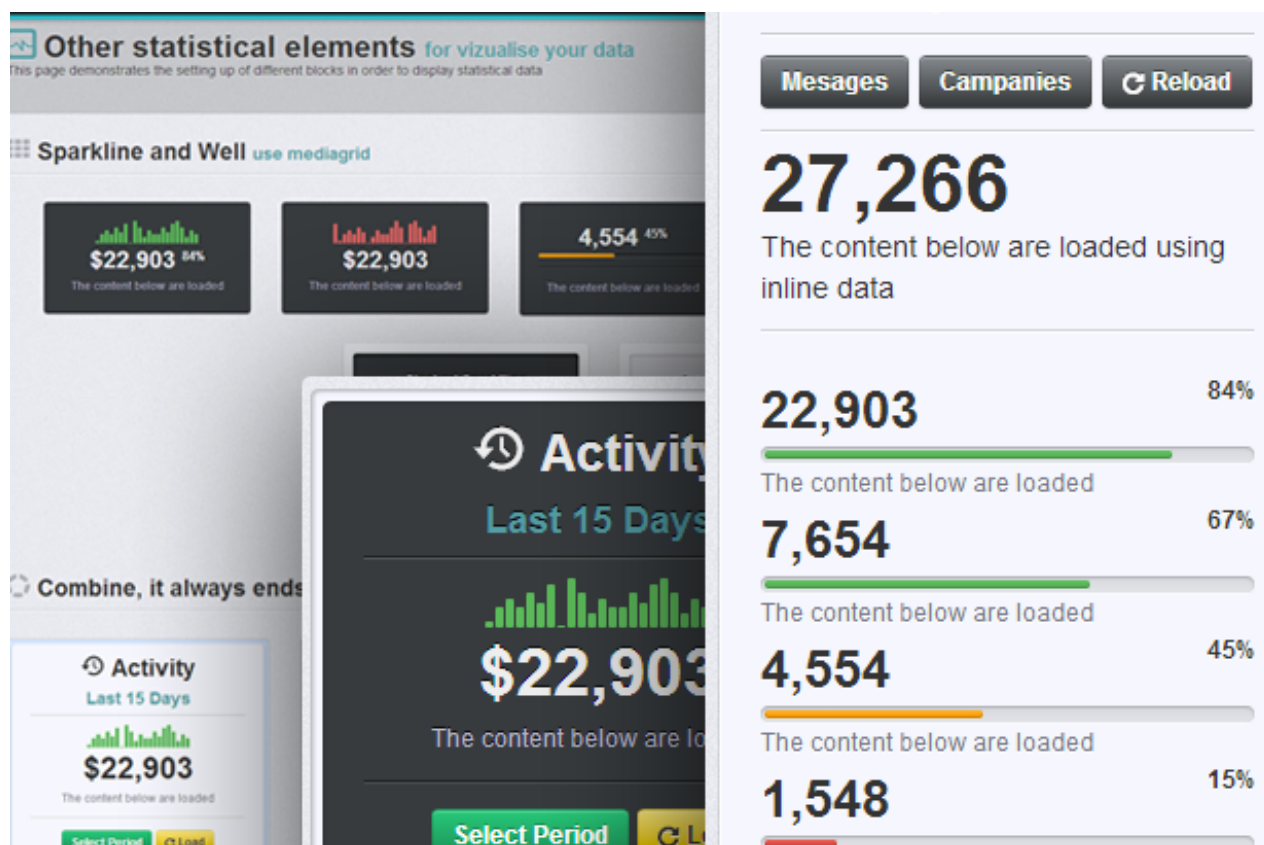 Other statistical elements for vizualise your data
This page demonstrates the setting up of different blocks in order to display statistical data
Sparkline and Well use mediagrid
$22,903 84%
The content below are loaded
$22,903
The content below are loaded
4,554 45%
The content below are loaded
Combine, it always ends
Activity
Last 15 Days
$22,903
The content below are loaded
Select Period
Load
Activity
Last 15 Days
$22,903
The content below are lo
Select Period
L
Mesages
Campanies
Reload
27,266
The content below are loaded using
inline data
22,903
84%
The content below are loaded
7,654
67%
The content below are loaded
4,554
45%
The content below are loaded
1,548
15%